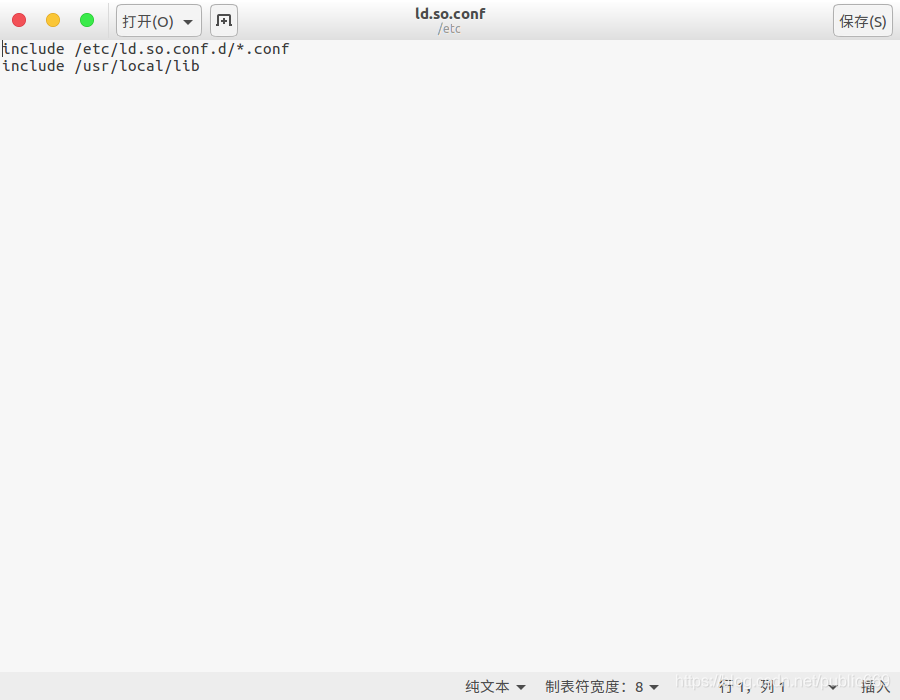 打开(O)
ld.so.conf
/etc
保存(S)
include /etc/ld.so.conf.d/*.conf
include /usr/local/lib
纯文本
制表符宽度：8
行 1，列 1
插入